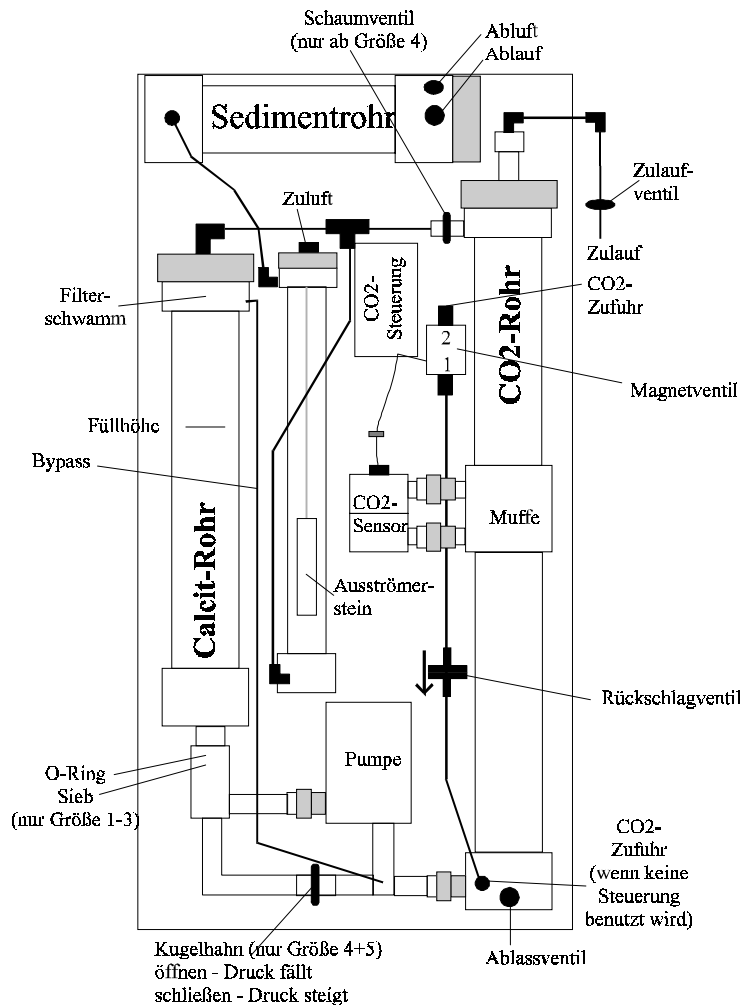 Schaumventil
(nur ab Größe 4)
Abluft
Ablauf
Sedimentrohr
Zulauf-
ventil
Zuluft
Zulauf
CO2-
Steuerung
CO2-
Zufuhr
CO2-Rohr
Filter-
schwamm
2
1
Magnetventil
Füllhöhe
Bypass
CO2-
Sensor
Muffe
Calcit-Rohr
Ausströmer-
stein
Rückschlagventil
Pumpe
O-Ring
Sieb
(nur Größe 1-3)
CO2-
Zufuhr
(wenn keine
Steuerung
benutzt wird)
Ablassventil
Kugelhahn (nur Größe 4+5)
öffnen - Druck fällt
schließen - Druck steigt